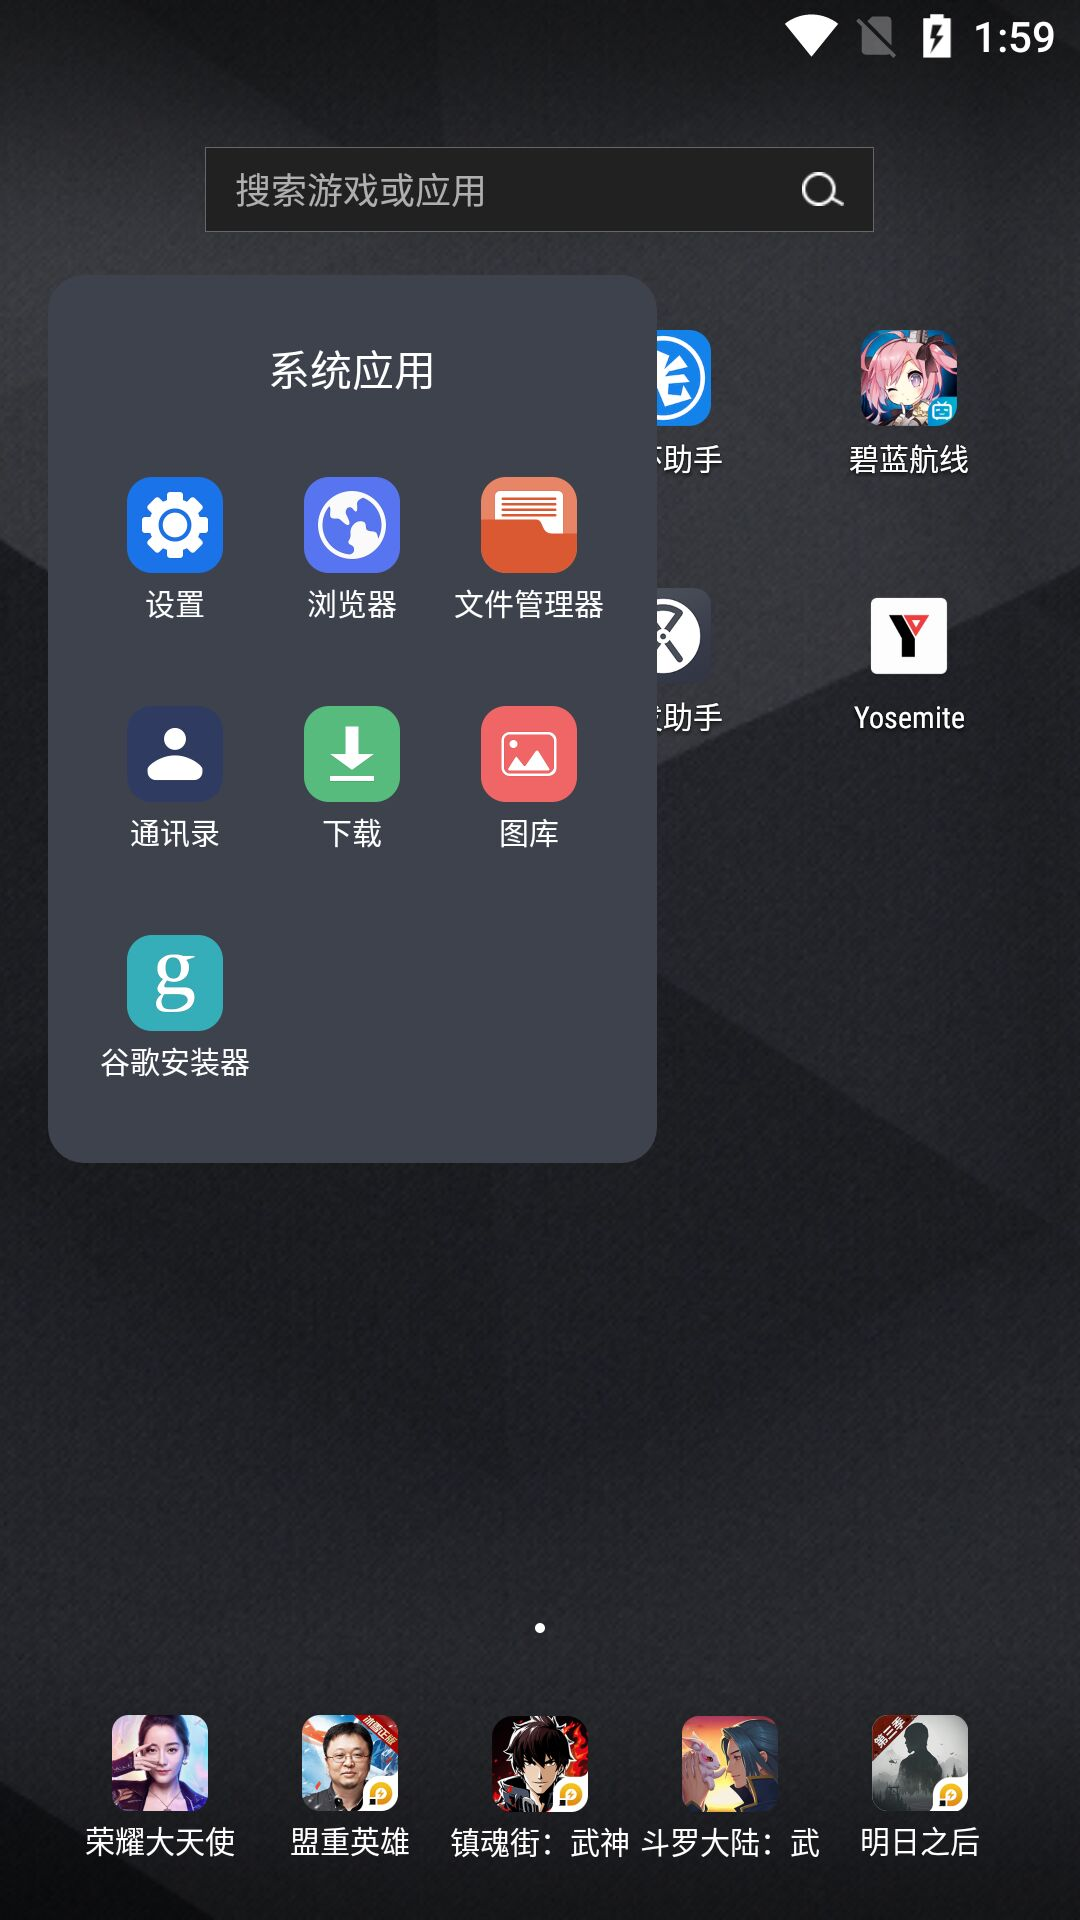 1:59
搜索游戏或应用
系统应用
设置
浏览器
文件管理器
助手
碧蓝航线
通讯录
下载
图库
助手
Yosemite
谷歌安装器
荣耀大天使
盟重英雄
镇魂街：武神
斗罗大陆：武
第三季
明日之后